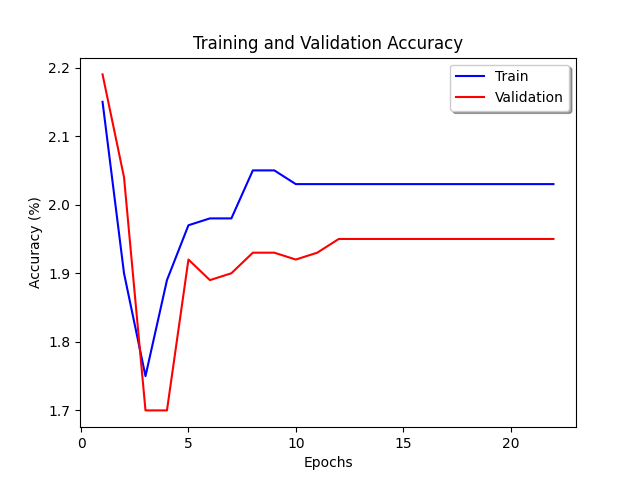 Training and Validation Accuracy
Train
Validation
Accuracy (%)
2.2
2.1
2.0
1.9
1.8
1.7
0 5 10 15 20
Epochs